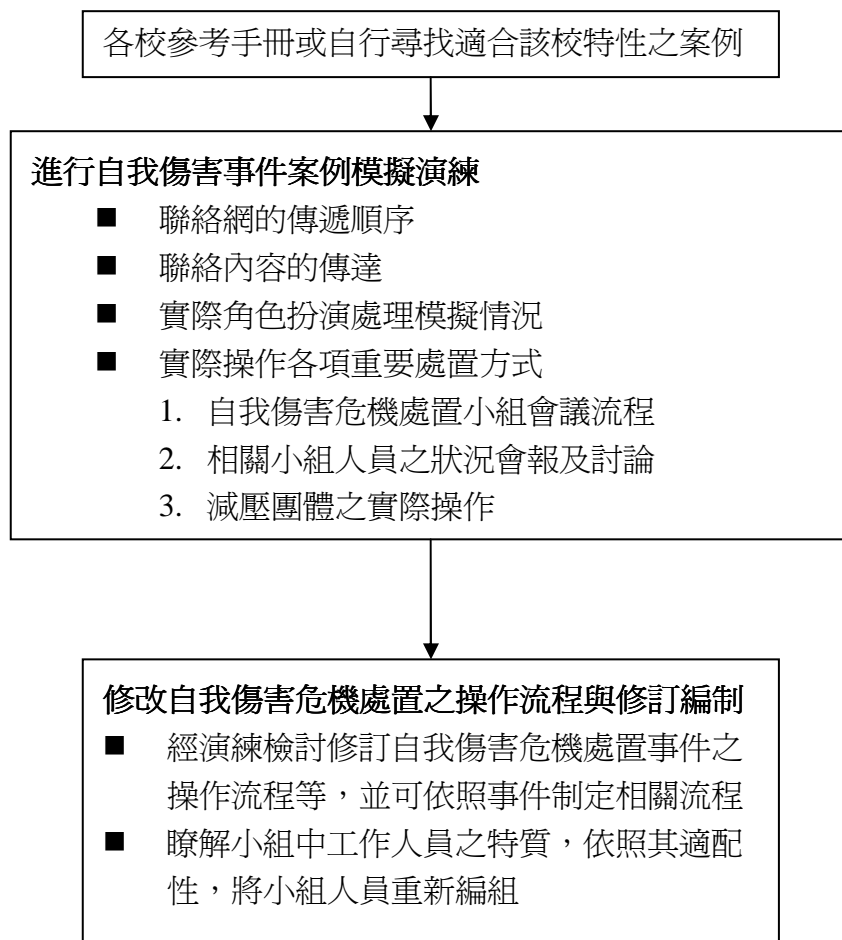 各校參考手冊或自行尋找適合該校特性之案例
進行自我傷害事件案例模擬演練
■ 聯絡網的傳遞順序
■ 聯絡內容的傳達
■ 實際角色扮演處理模擬情況
■ 實際操作各項重要處置方式
1. 自我傷害危機處置小組會議流程
2. 相關小組人員之狀況會報及討論
3. 減壓團體之實際操作
修改自我傷害危機處置之操作流程與修訂編制
■ 經演練檢討修訂自我傷害危機處置事件之
操作流程等，並可依照事件制定相關流程
■ 瞭解小組中工作人員之特質，依照其適配
性，將小組人員重新編組